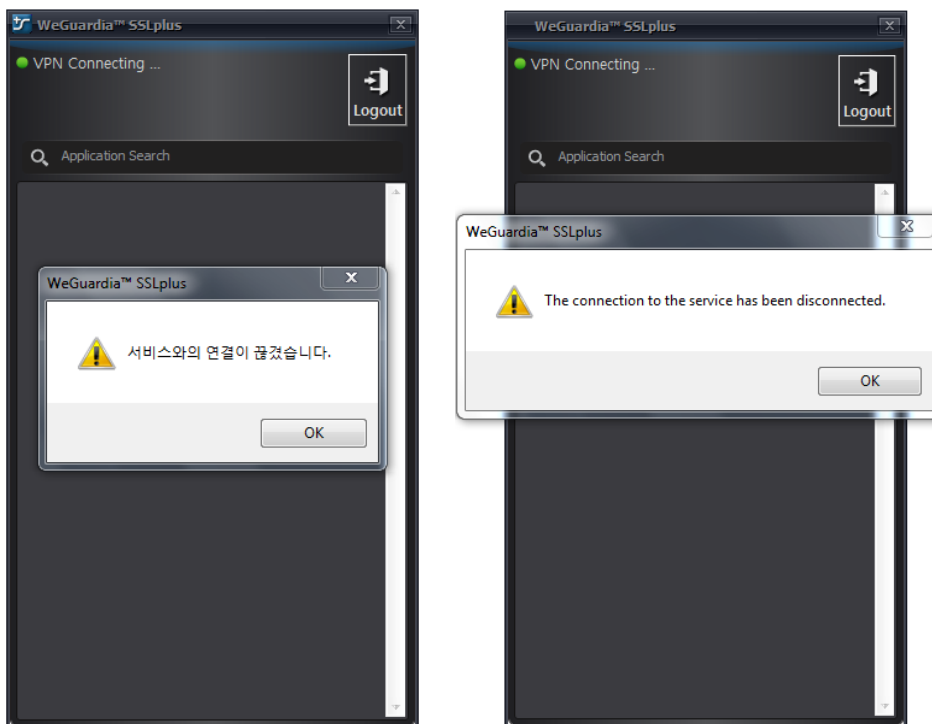 WeGuardia™ SSLplus
VPN Connecting ...
Logout
Application Search
WeGuardia™ SSLplus
서비스와의 연결이 끊겼습니다.
OK
WeGuardia™ SSLplus
VPN Connecting ...
Logout
Application Search
WeGuardia™ SSLplus
The connection to the service has been disconnected.
OK